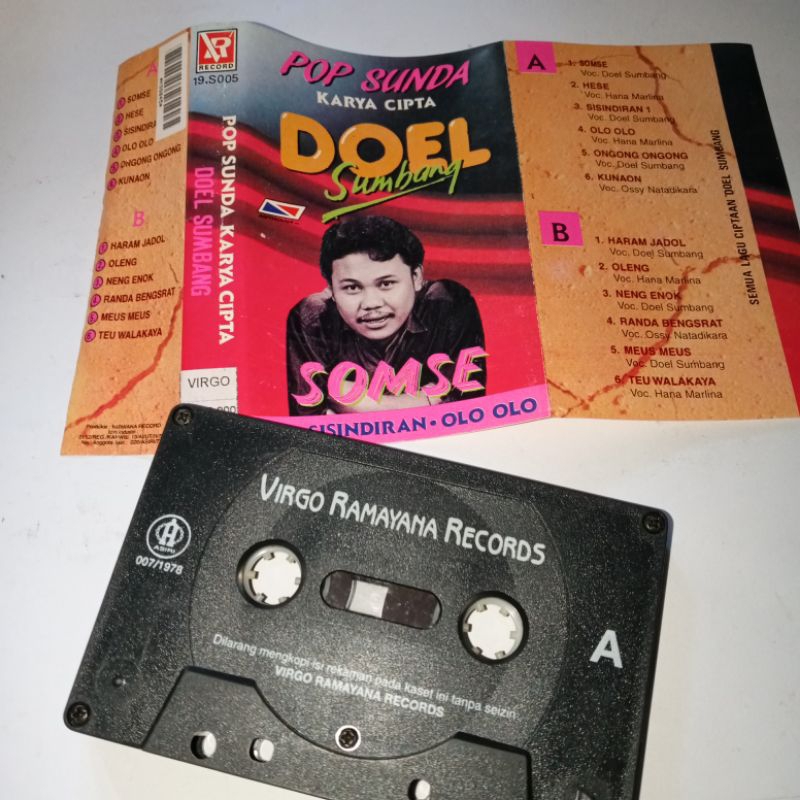 A
SOMSE
HESE
SISINDIRAN
OLO OLO
ONGONG ONGONG
KUNAON
B
HARAM JADOL
OLENG
NENG ENOK
RANDA BENGSRAT
MEUS MEUS
TEU WALAKAYA
VR
RECORD
19.S005
POP SUNDA KARYA CIPTA
DOEL SUMBANG
VIRGO
POP SUNDA
KARYA CIPTA
DOEL
Sumbang
SOMSE
SISINDIRAN • OLO OLO
A
1. SOMSE
Voc. Doel Sumbang
2. HESE
Voc. Hana Marlina
3. SISINDIRAN 1
Voc. Doel Sumbang
4. OLO OLO
Voc. Hana Marlina
5. ONGONG ONGONG
Voc. Doel Sumbang
6. KUNAON
Voc. Ossy Natadikara
B
1. HARAM JADOL
Voc. Doel Sumbang
2. OLENG
Voc. Hana Marlina
3. NENG ENOK
Voc. Doel Sumbang
4. RANDA BENGSRAT
Voc. Ossy Natadikara
5. MEUS MEUS
Voc. Doel Sumbang
6. TEU WALAKAYA
Voc. Hana Marlina
SEMUA LAGU CIPTAAN DOEL SUMBANG
VIRGO RAMAYANA RECORDS
ASIRI
007/1978
A
Dilarang mengkopi isi rekaman pada kaset ini tanpa seizin
VIRGO RAMAYANA RECORDS